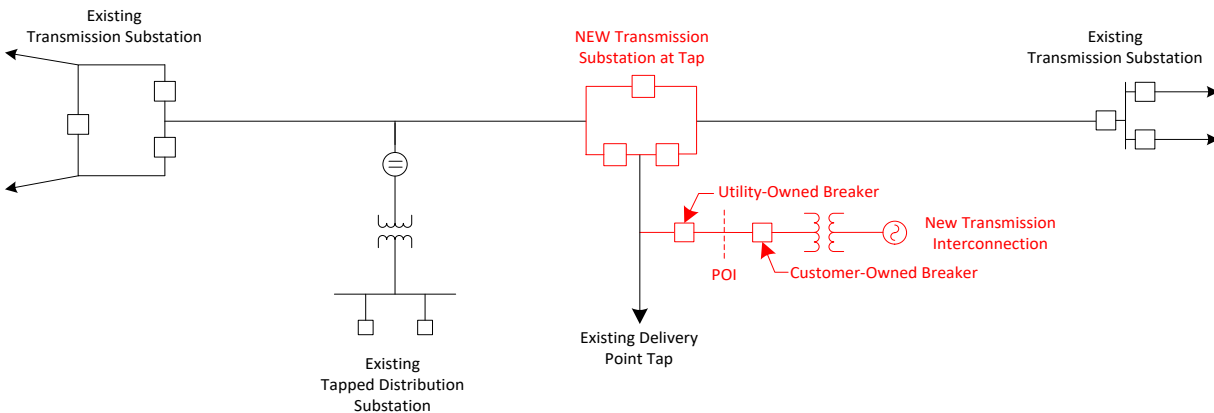 Existing
Transmission Substation
NEW Transmission
Substation at Tap
Existing
Transmission Substation
Utility-Owned Breaker
New Transmission
Interconnection
POI
Customer-Owned Breaker
Existing Delivery
Point Tap
Existing
Tapped Distribution
Substation